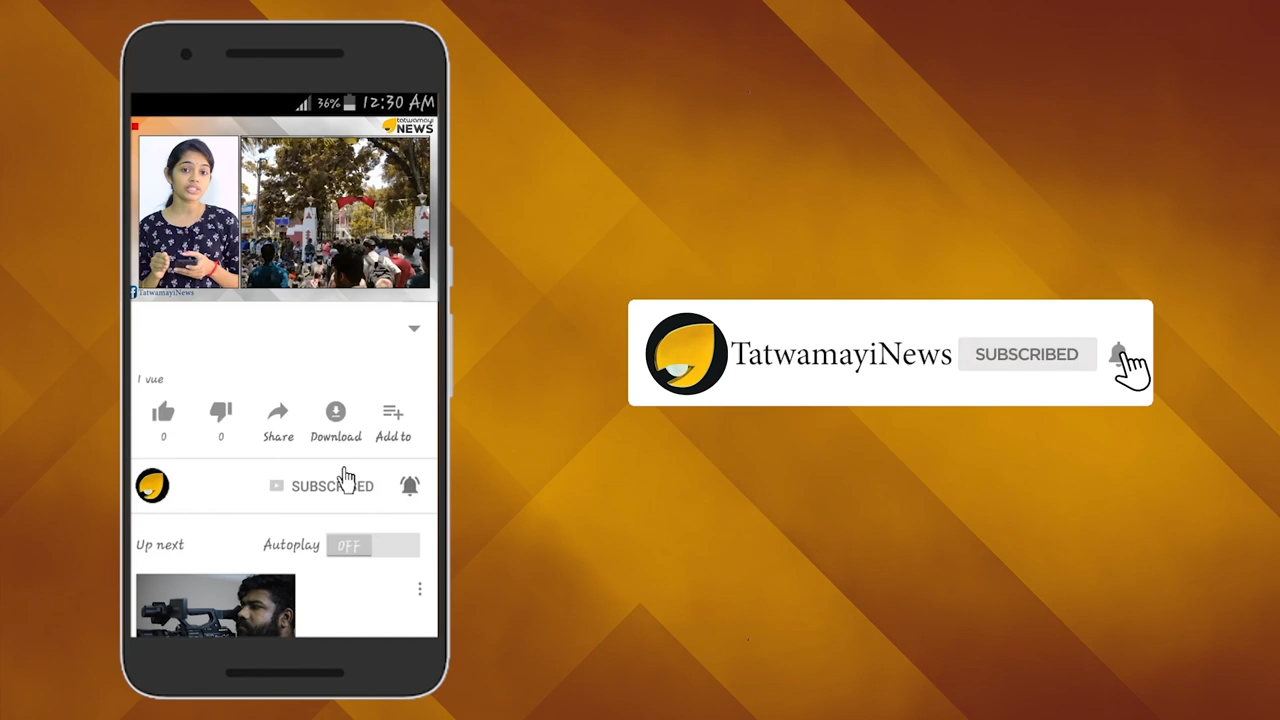 36% 12:30 AM
tatwamayi
NEWS
TatwamayiNews
1 vue
0 0 Share Download Add to
SUBSCRIBED
Up next Autoplay OFF
TatwamayiNews SUBSCRIBED